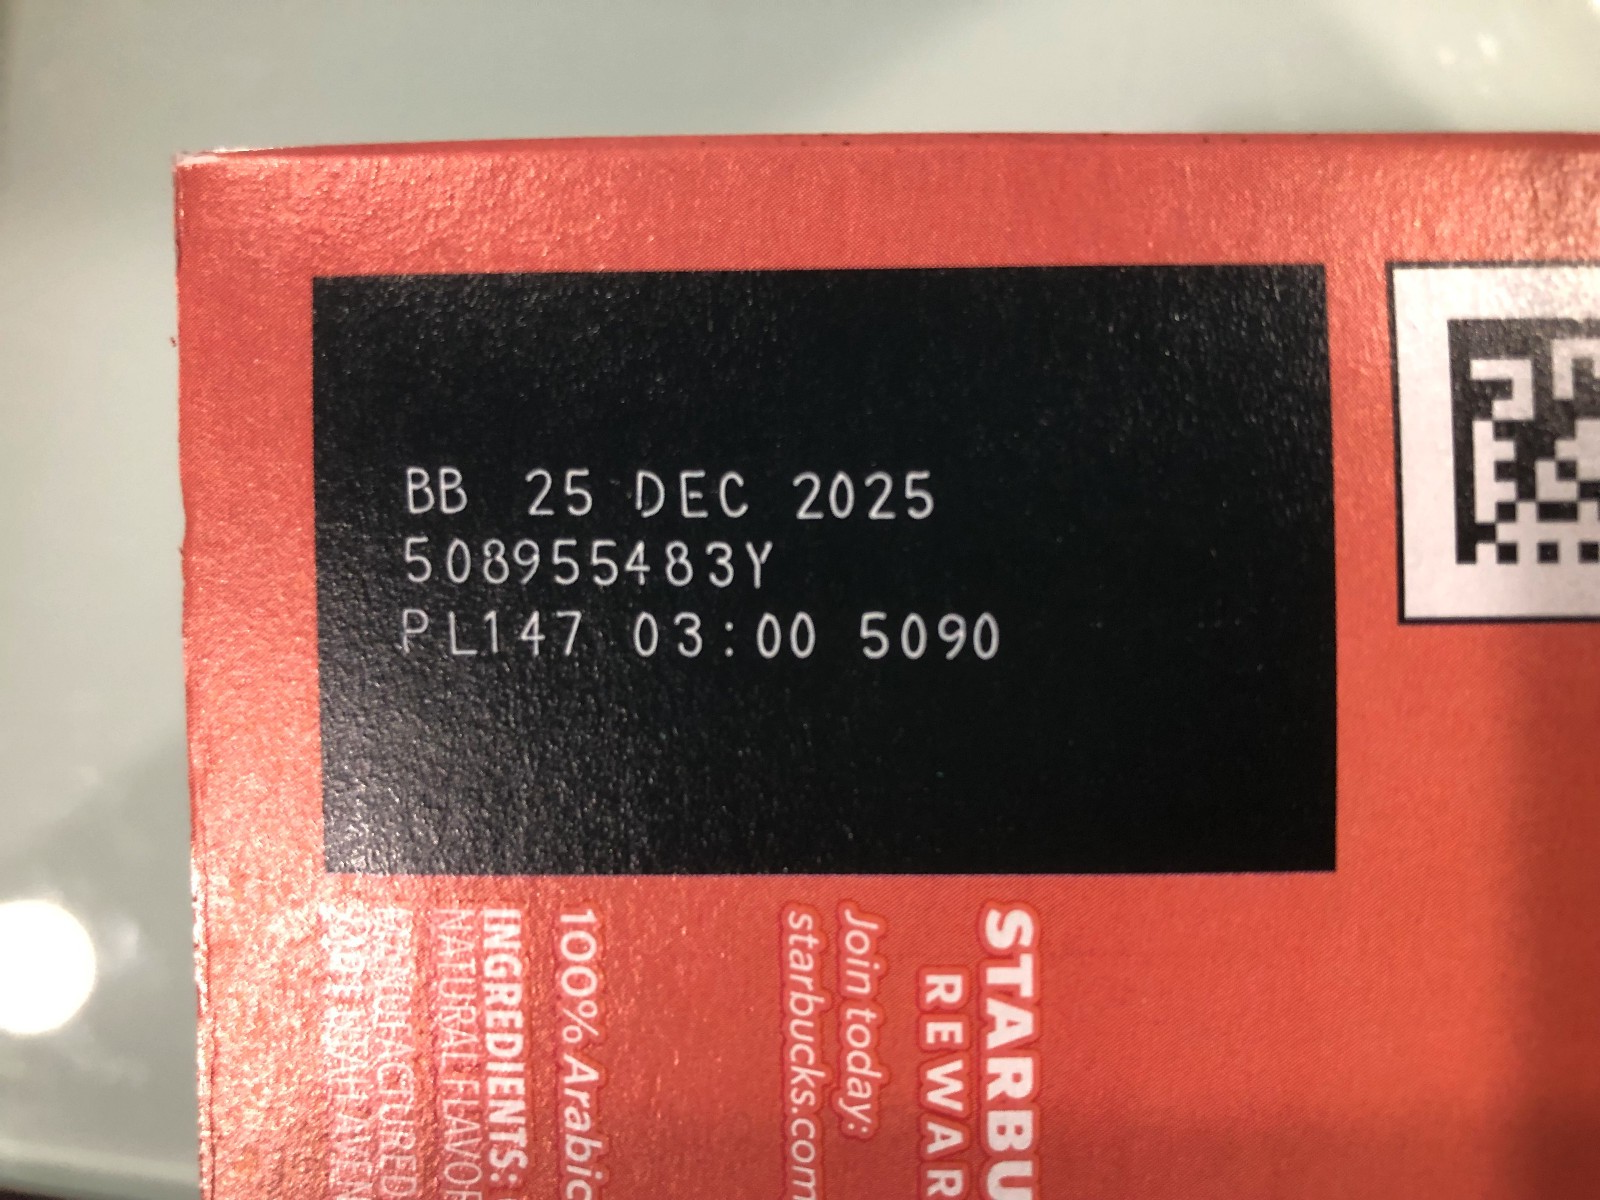 BB 25 DEC 2025
508955483Y
PL147 03:00 5090
STARBU
REWAR
Join today:
starbucks.com
100% Arabic
INGREDIENTS:
NATURAL FLAVOR
MANUFACTURED